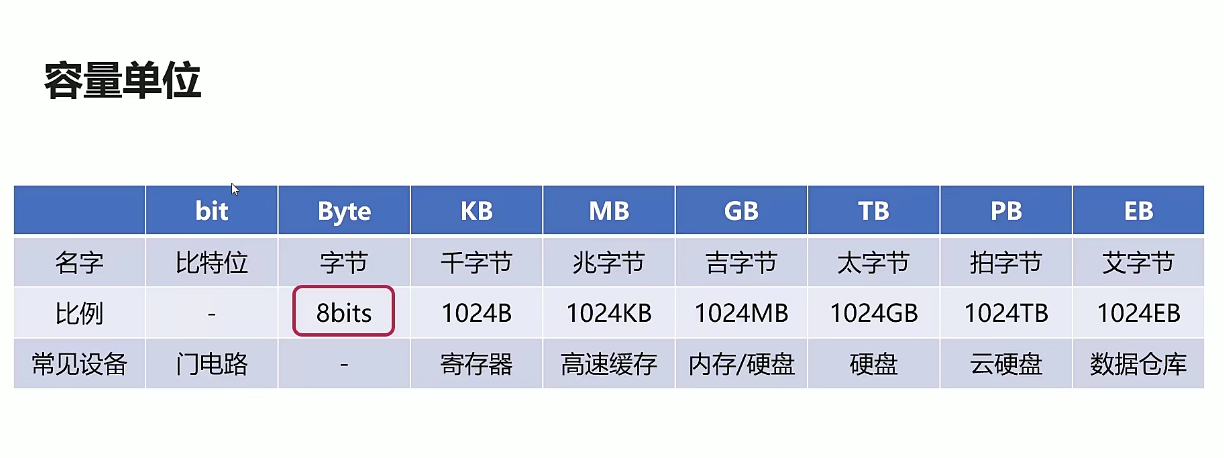 容量单位
bit Byte KB MB GB TB PB EB
名字 比特位 字节 千字节 兆字节 吉字节 太字节 拍字节 艾字节
比例 - 8bits 1024B 1024KB 1024MB 1024GB 1024TB 1024EB
常见设备 门电路 - 寄存器 高速缓存 内存/硬盘 硬盘 云硬盘 数据仓库